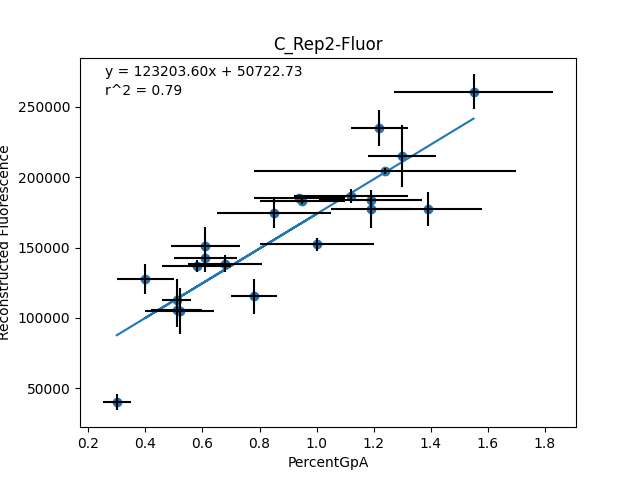 C_Rep2-Fluor
y = 123203.60x + 50722.73
r^2 = 0.79
250000
200000
150000
100000
50000
Reconstructed Fluorescence
0.2 0.4 0.6 0.8 1.0 1.2 1.4 1.6 1.8
PercentGpA